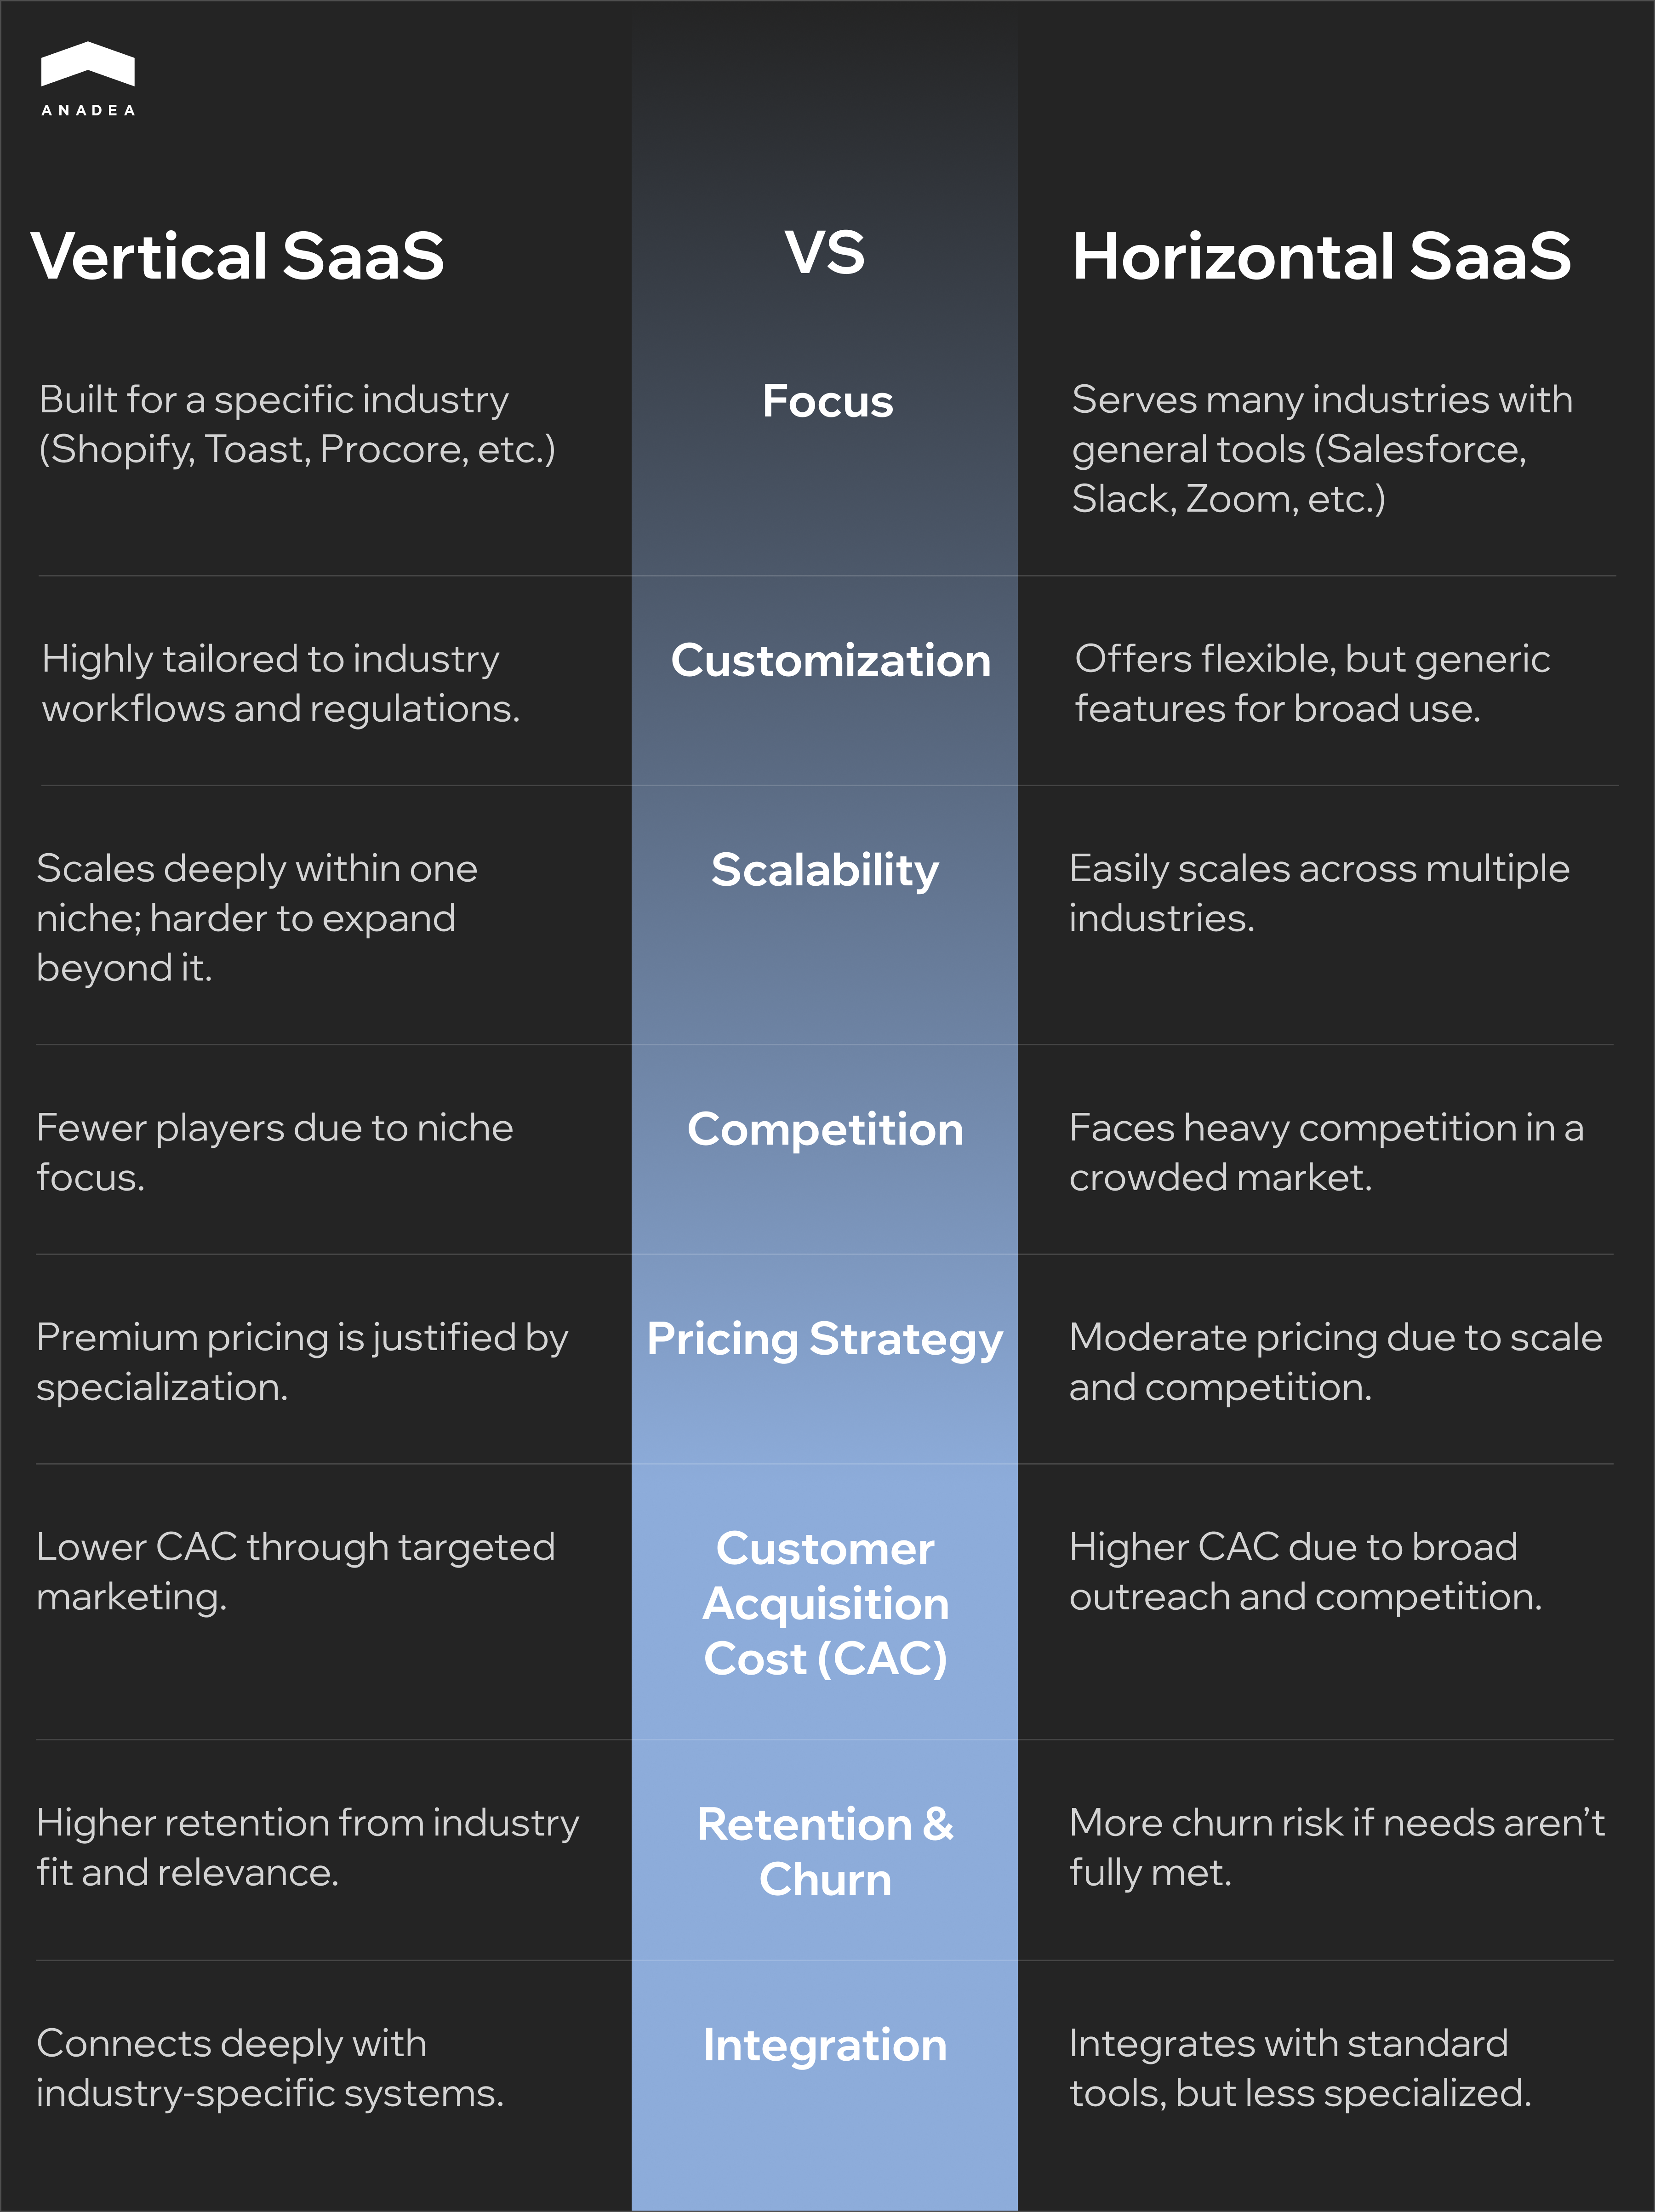 ANADEA
Vertical SaaS
VS
Horizontal SaaS
Built for a specific industry
(Shopify, Toast, Procore, etc.)
Focus
Serves many industries with
general tools (Salesforce,
Slack, Zoom, etc.)
Highly tailored to industry
workflows and regulations.
Customization
Offers flexible, but generic
features for broad use.
Scales deeply within one
niche; harder to expand
beyond it.
Scalability
Easily scales across multiple
industries.
Fewer players due to niche
focus.
Competition
Faces heavy competition in a
crowded market.
Premium pricing is justified by
specialization.
Pricing Strategy
Moderate pricing due to scale
and competition.
Lower CAC through targeted
marketing.
Customer
Acquisition
Cost (CAC)
Higher CAC due to broad
outreach and competition.
Higher retention from industry
fit and relevance.
Retention &
Churn
More churn risk if needs aren’t
fully met.
Connects deeply with
industry-specific systems.
Integration
Integrates with standard
tools, but less specialized.